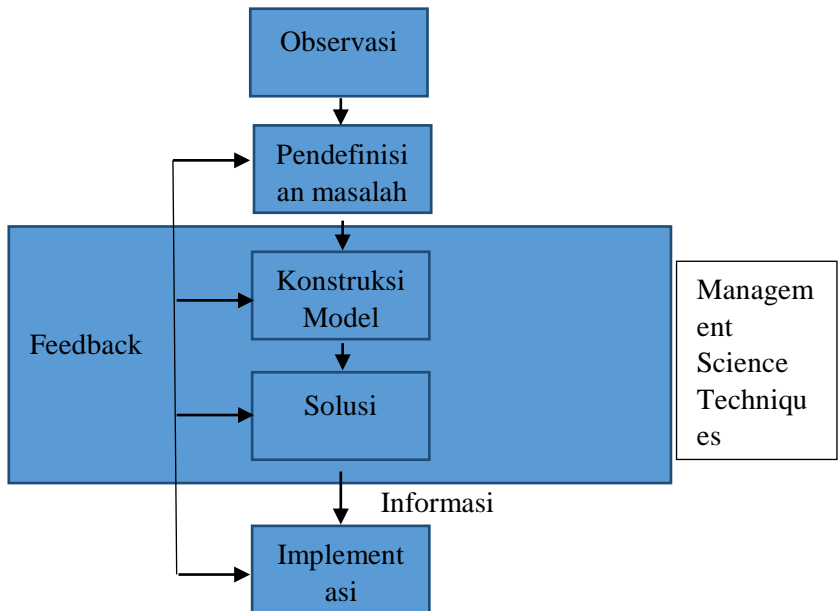 Observasi
Pendefinisi
an masalah
Konstruksi
Model
Feedback
Solusi
Managem
ent
Science
Techniqu
es
Informasi
Implement
asi